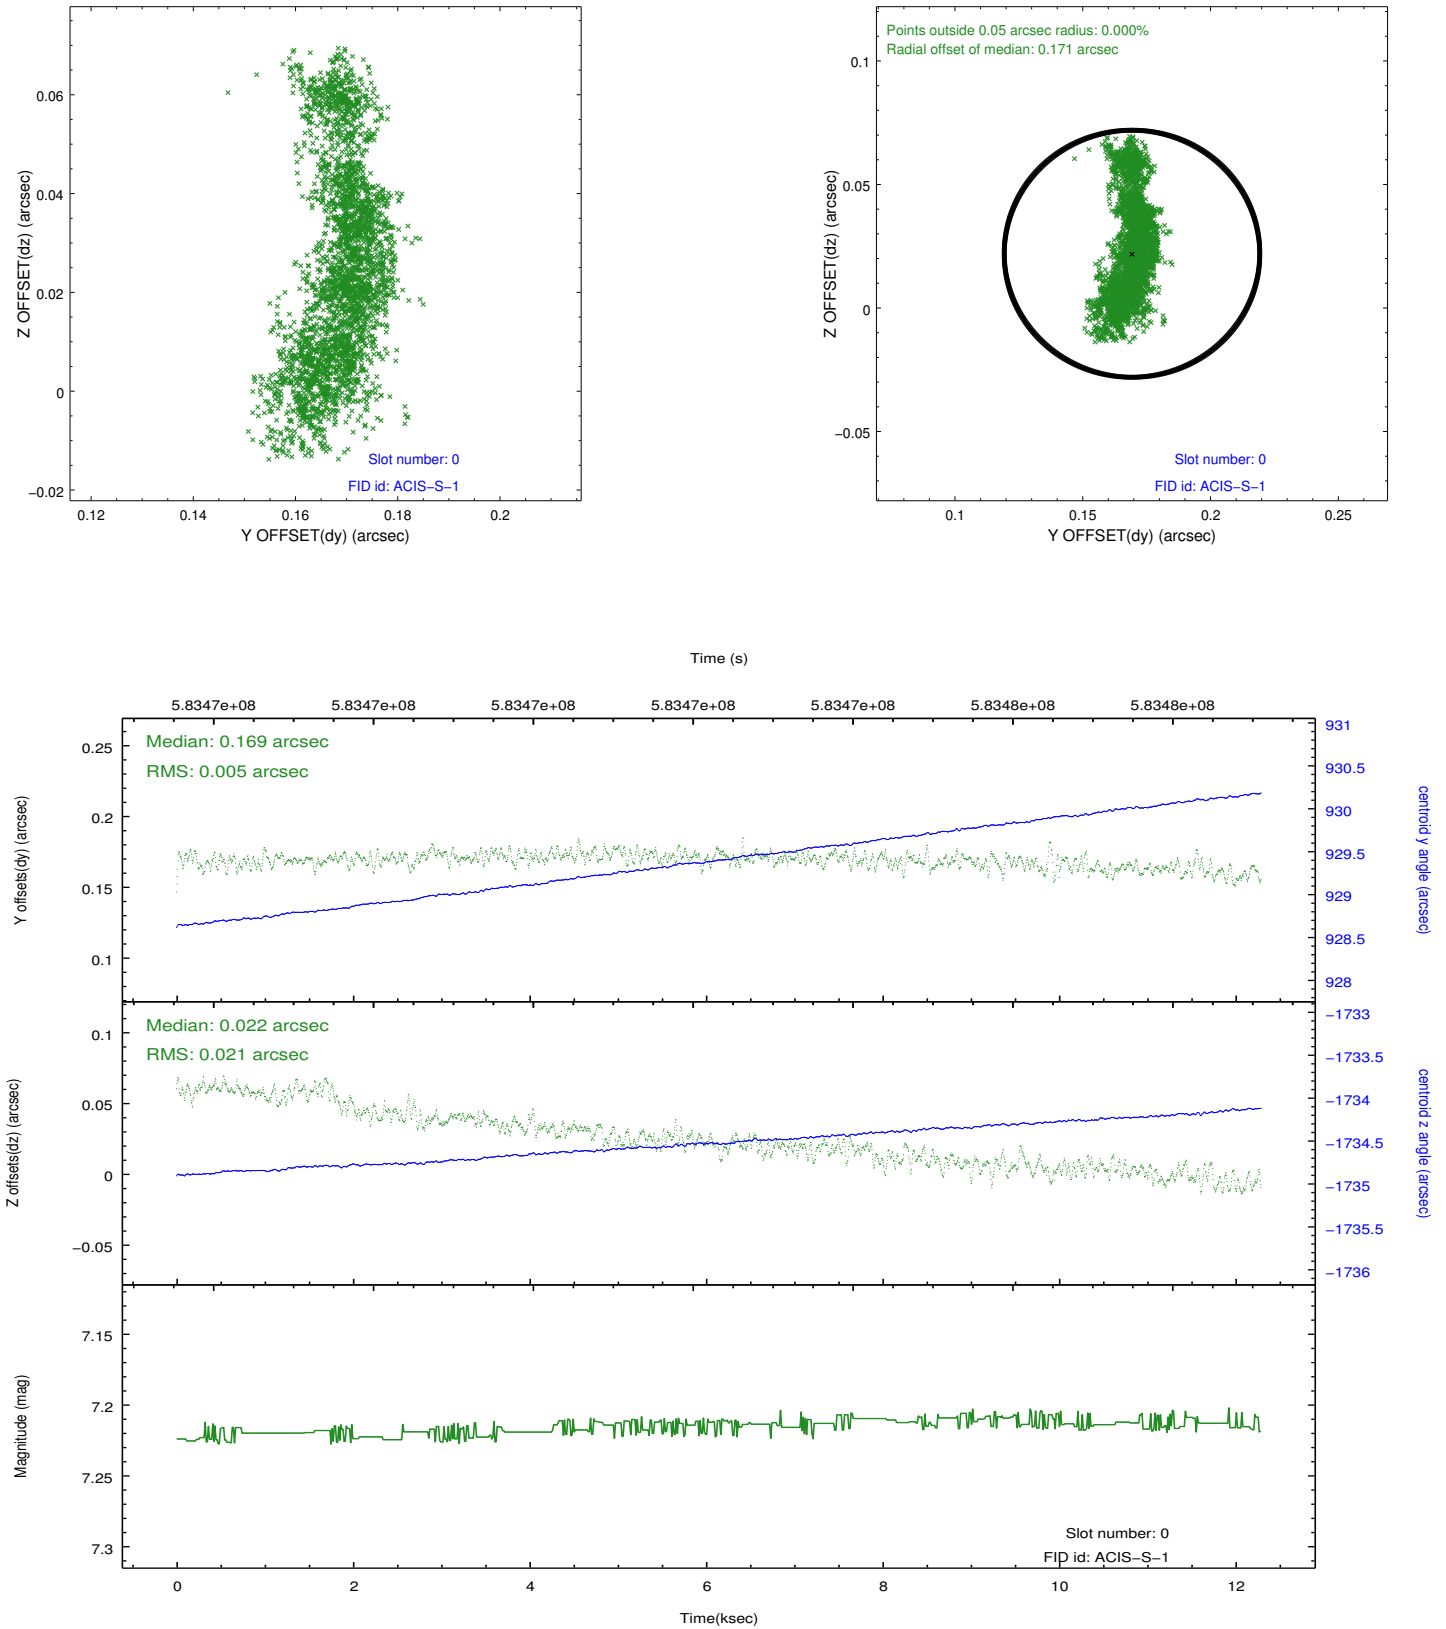 0.06
0.04
0.02
0
−0.02
Z OFFSET(dz) (arcsec)
Slot number: 0
FID id: ACIS−S−1
0.12 0.14 0.16 0.18 0.2
Y OFFSET(dy) (arcsec)
Points outside 0.05 arcsec radius: 0.000%
Radial offset of median: 0.171 arcsec
0.1
0.05
0
−0.05
Z OFFSET(dz) (arcsec)
Slot number: 0
FID id: ACIS−S−1
0.1 0.15 0.2 0.25
Y OFFSET(dy) (arcsec)
Time (s)
5.8347e+08 5.8347e+08 5.8347e+08 5.8347e+08 5.8347e+08 5.8348e+08 5.8348e+08
Median: 0.169 arcsec
RMS: 0.005 arcsec
0.25
0.2
0.15
0.1
Y offsets(dy) (arcsec)
931
930.5
930
929.5
929
928.5
928
centroid y angle (arcsec)
Median: 0.022 arcsec
RMS: 0.021 arcsec
0.1
0.05
0
−0.05
Z offsets(dz) (arcsec)
−1733
−1733.5
−1734
−1734.5
−1735
−1735.5
−1736
centroid z angle (arcsec)
7.15
7.2
7.25
7.3
Magnitude (mag)
Slot number: 0
FID id: ACIS−S−1
0 2 4 6 8 10 12
Time(ksec)